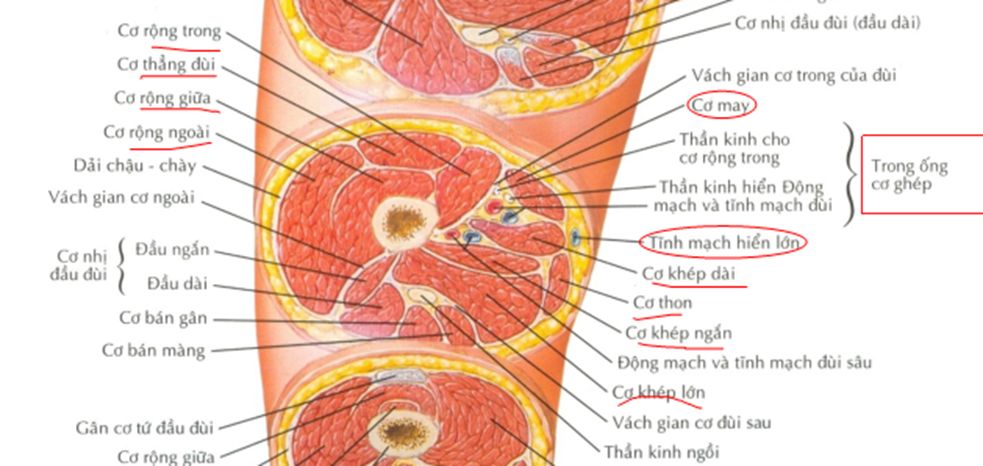 Cơ rộng trong
Cơ thẳng đùi
Cơ rộng giữa
Cơ rộng ngoài
Dải chậu - chày
Vách gian cơ ngoài
Cơ nhị
đầu đùi
Đầu ngắn
Đầu dài
Cơ bán gân
Cơ bán màng
Gân cơ tứ đầu đùi
Cơ rộng giữa
Cơ nhị đầu đùi (đầu dài)
Vách gian cơ trong của đùi
Cơ may
Thần kinh cho
cơ rộng trong
Thần kinh hiển Động
mạch và tĩnh mạch đùi
Trong ống
cơ ghép
Tĩnh mạch hiển lớn
Cơ khép dài
Cơ thon
Cơ khép ngắn
Động mạch và tĩnh mạch đùi sâu
Cơ khép lớn
Vách gian cơ đùi sau
Thần kinh ngồi